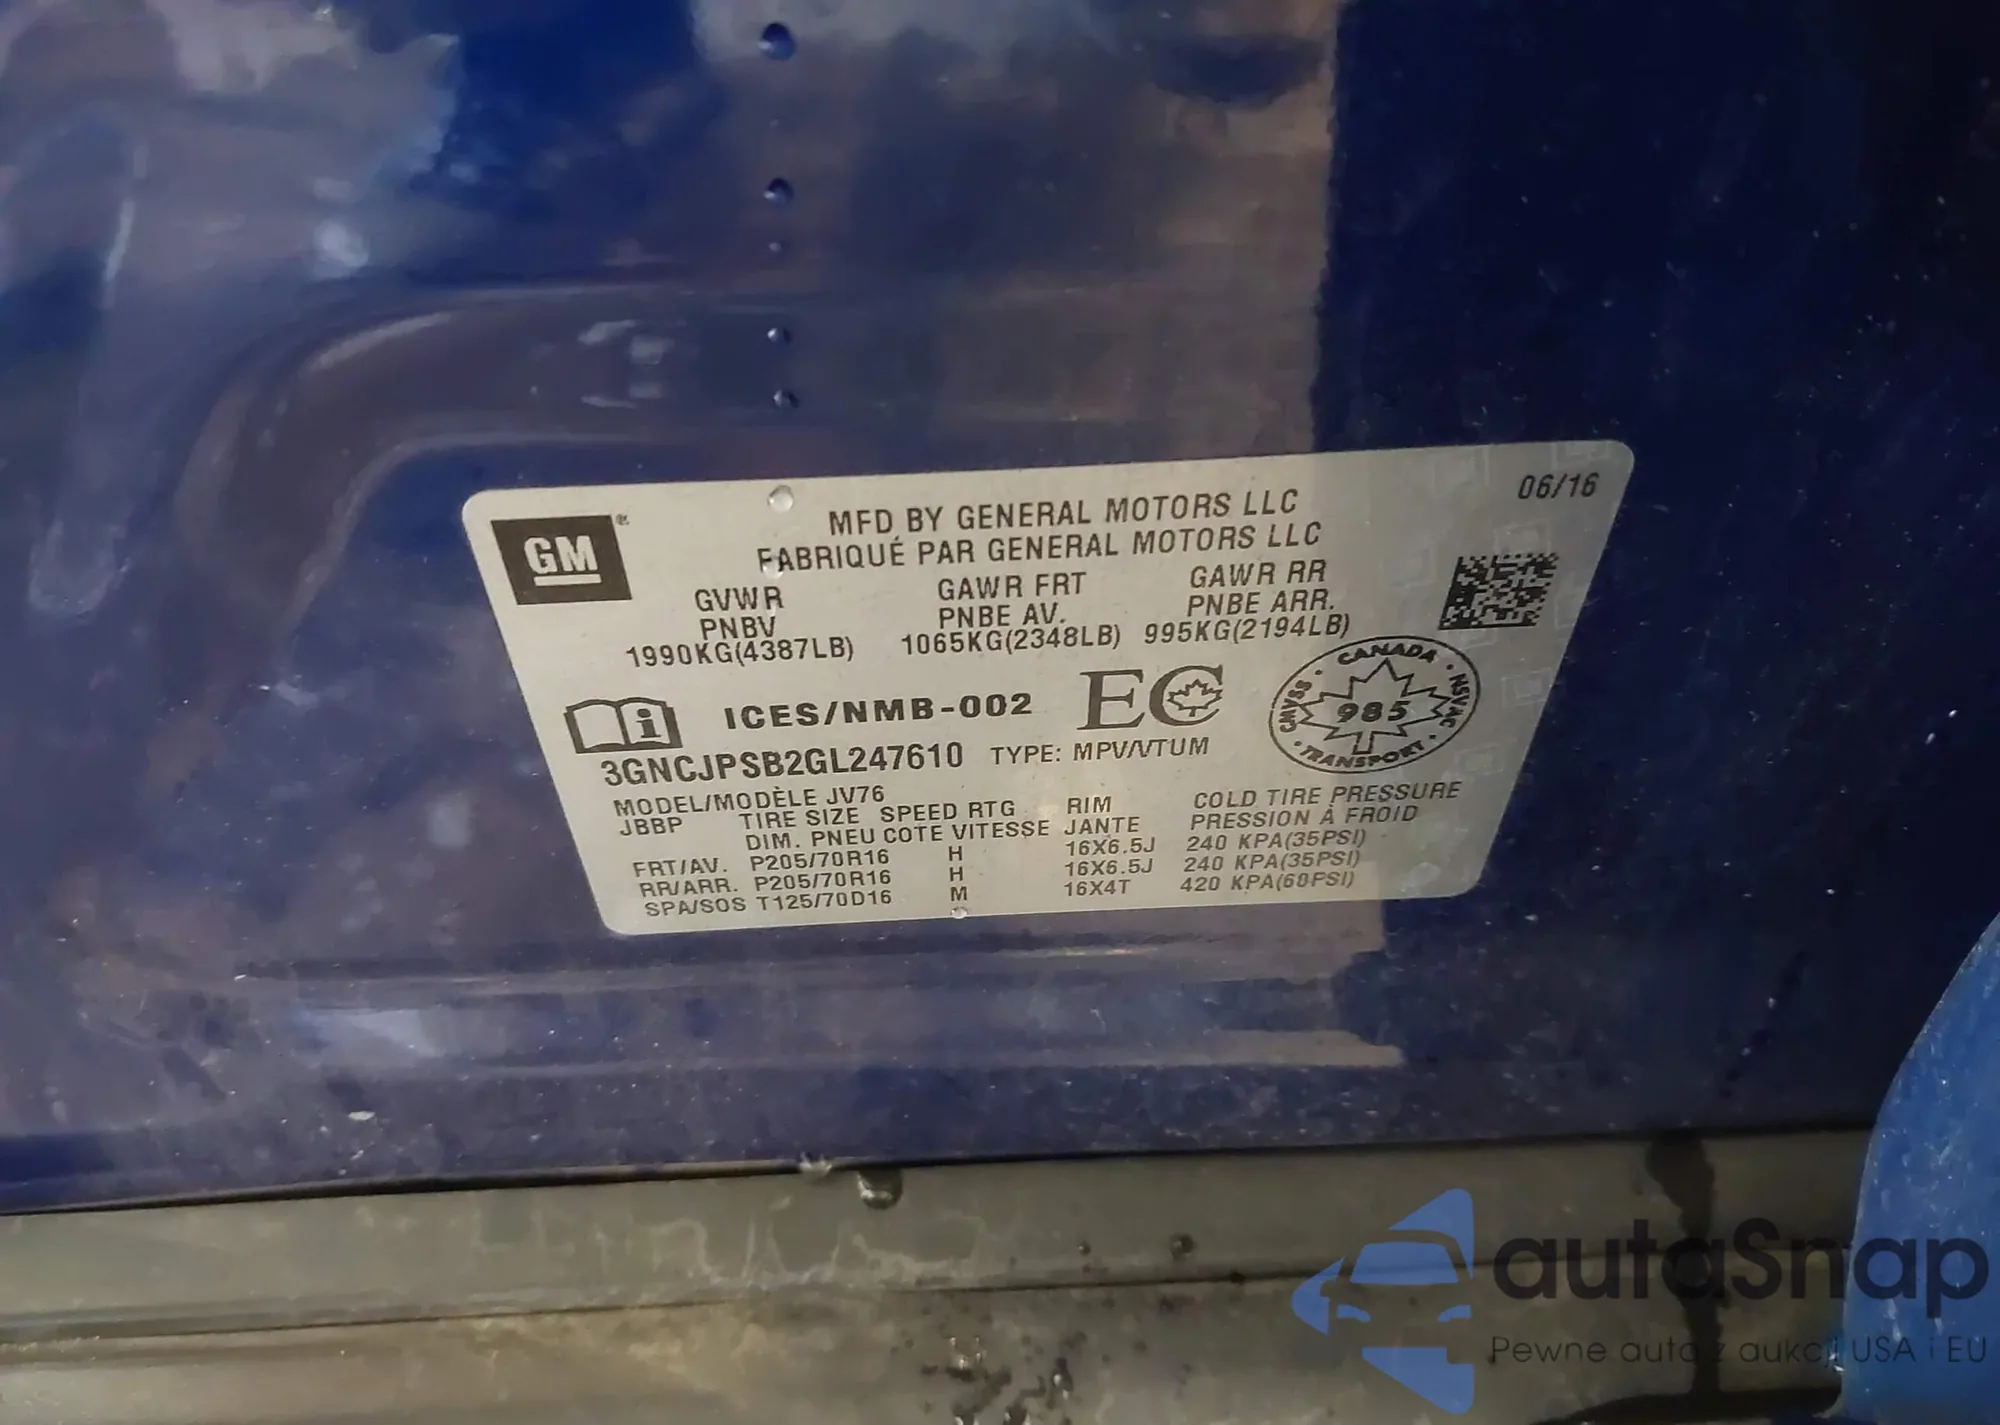 06/16
GM ®
MFD BY GENERAL MOTORS LLC
FABRIQUÉ PAR GENERAL MOTORS LLC
GVWR GAWR FRT GAWR RR
PNBV PNBE AV. PNBE ARR.
1990KG(4387LB) 1065KG(2348LB) 995KG(2194LB)
ICES/NMB-002 EC
CANADA
CMVSS · 985 · NSVAC
TRANSPORT
3GNCJPSB2GL247610 TYPE: MPV/VTUM
MODEL/MODÈLE JV76
JBBP TIRE SIZE SPEED RTG RIM COLD TIRE PRESSURE
DIM. PNEU COTE VITESSE JANTE PRESSION À FROID
FRT/AV. P205/70R16 H 16X6.5J 240 KPA(35PSI)
RR/ARR. P205/70R16 H 16X6.5J 240 KPA(35PSI)
SPA/SOS T125/70D16 M 16X4T 420 KPA(60PSI)
autaSnap
Pewne auta z aukcji USA i EU